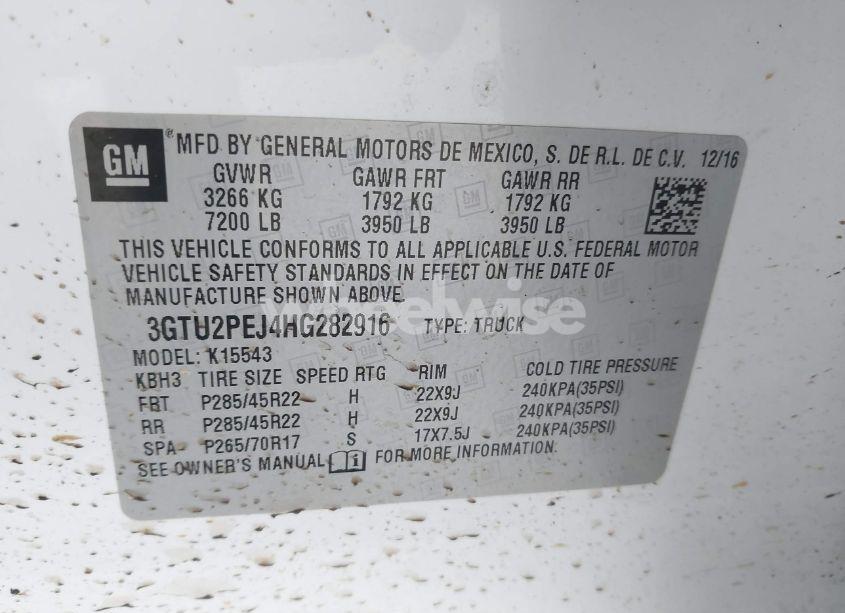 GM
® MFD BY GENERAL MOTORS DE MEXICO, S. DE R.L. DE C.V. 12/16
GVWR GAWR FRT GAWR RR
3266 KG 1792 KG 1792 KG
7200 LB 3950 LB 3950 LB
THIS VEHICLE CONFORMS TO ALL APPLICABLE U.S. FEDERAL MOTOR
VEHICLE SAFETY STANDARDS IN EFFECT ON THE DATE OF
MANUFACTURE SHOWN ABOVE.
wheelwise
3GTU2PEJ4HG282916 TYPE: TRUCK
MODEL: K15543
KBH3 TIRE SIZE SPEED RTG RIM COLD TIRE PRESSURE
FRT P285/45R22 H 22X9J 240KPA(35PSI)
RR P285/45R22 H 22X9J 240KPA(35PSI)
SPA P265/70R17 S 17X7.5J 240KPA(35PSI)
SEE OWNER'S MANUAL i FOR MORE INFORMATION.